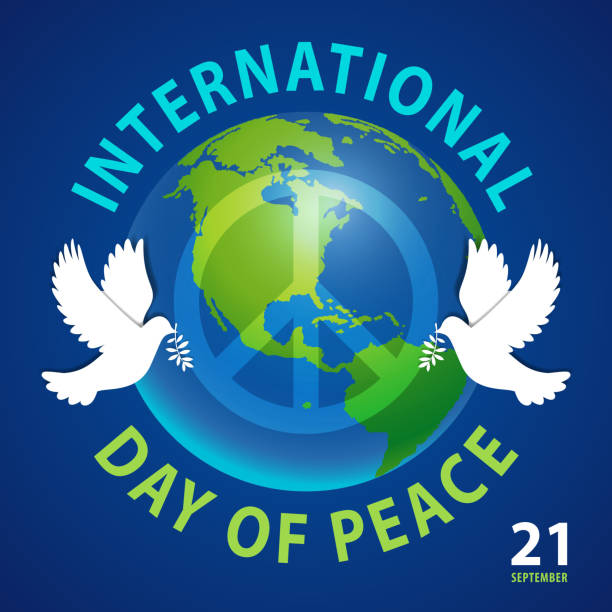 INTERNATIONAL
DAY OF PEACE
21
SEPTEMBER